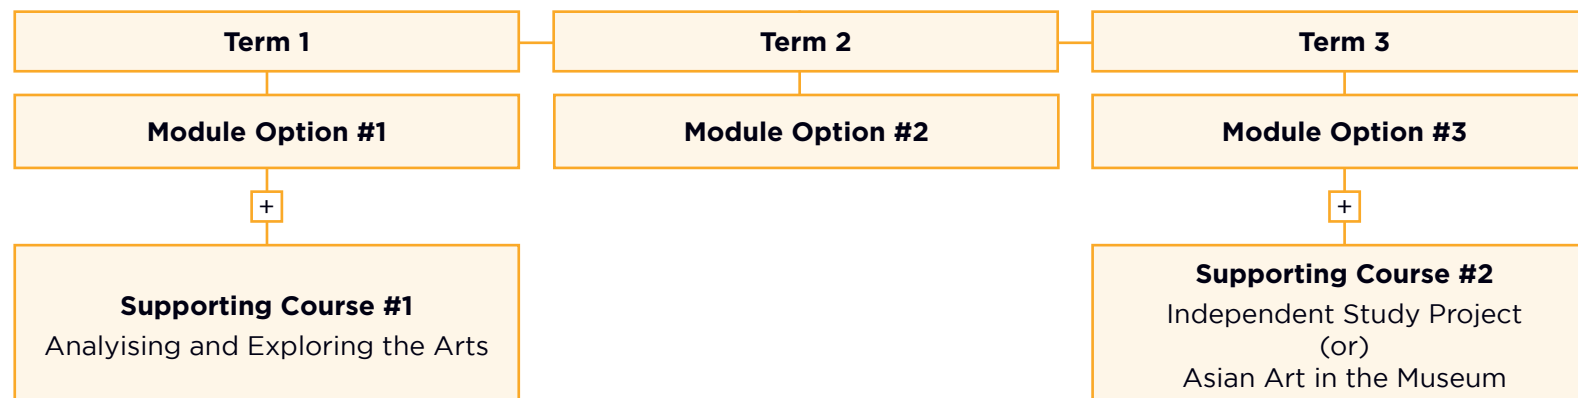 Term 1
Term 2
Term 3
Module Option #1
Module Option #2
Module Option #3
+
+
Supporting Course #1
Analyising and Exploring the Arts
Supporting Course #2
Independent Study Project
(or)
Asian Art in the Museum